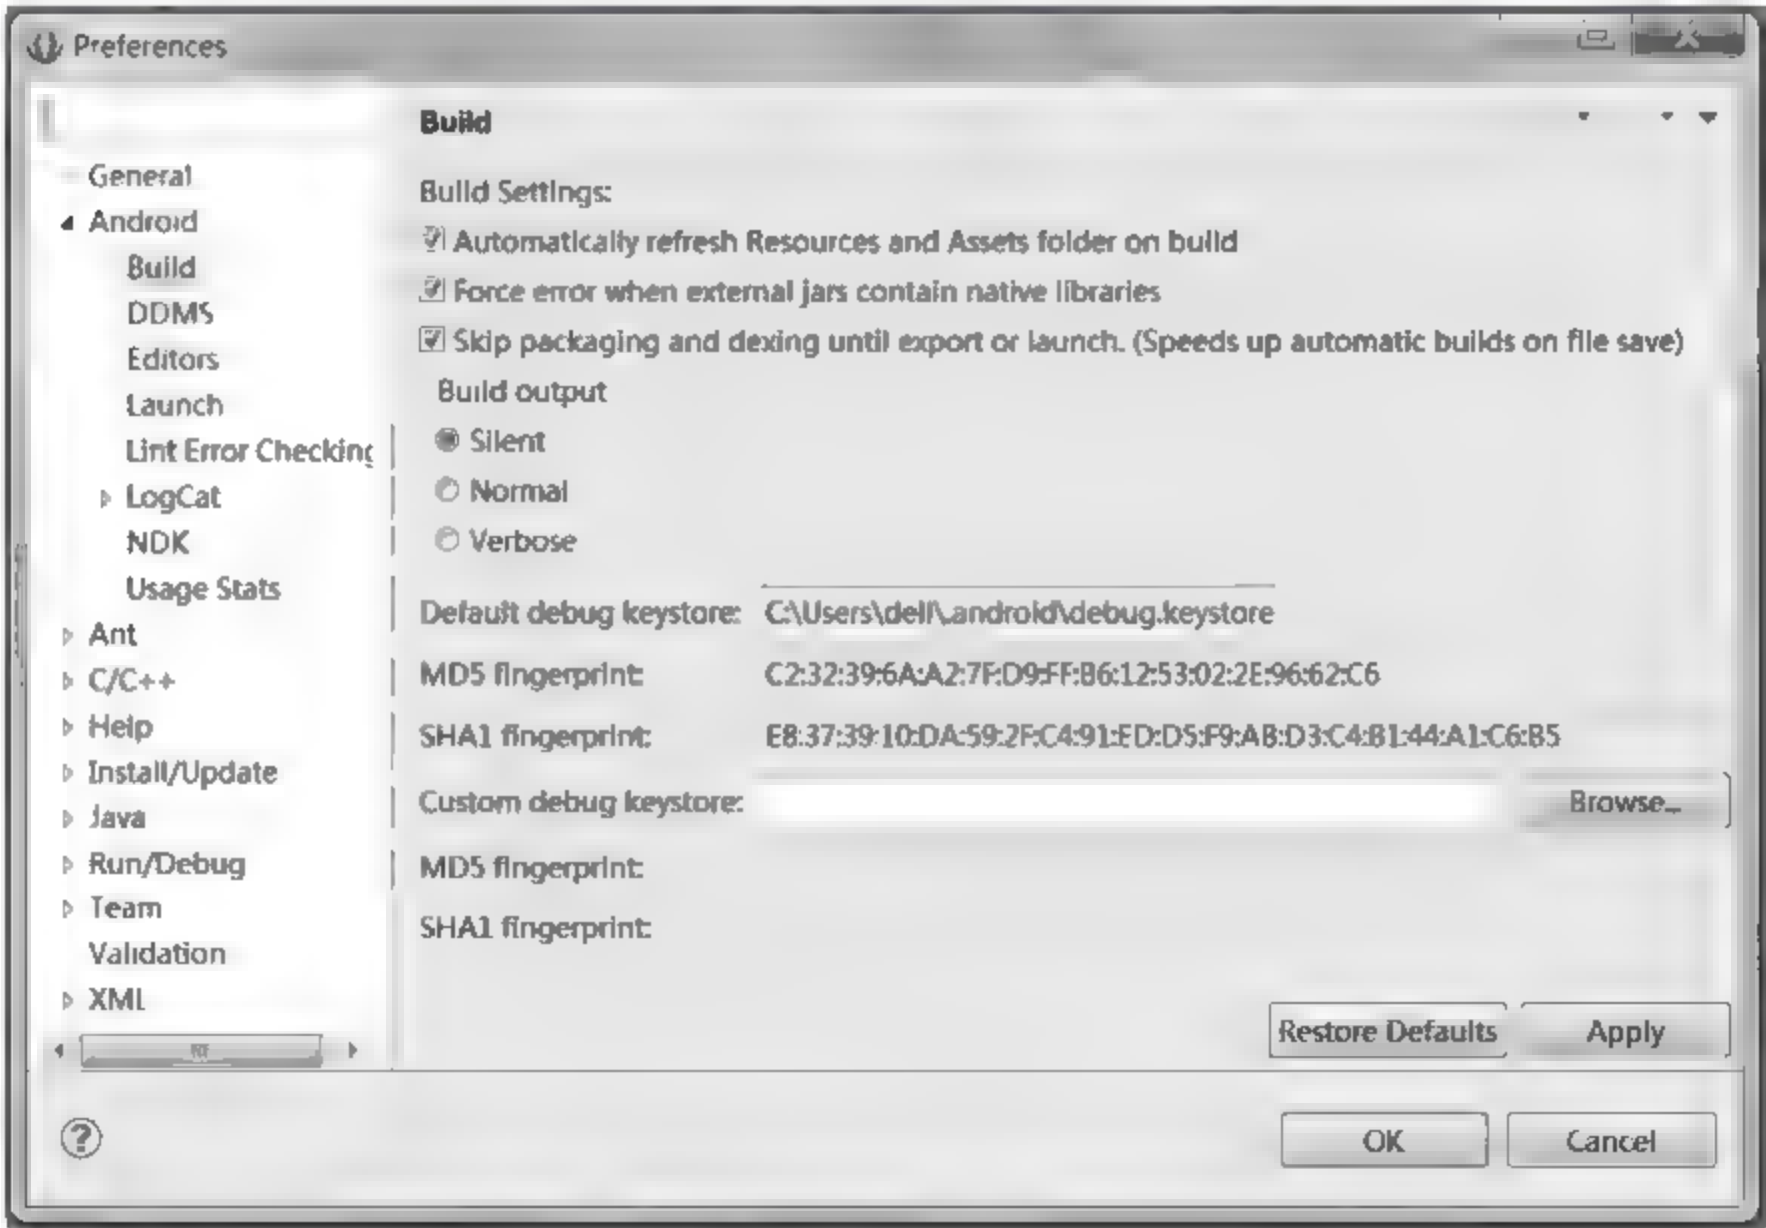 Preferences
General
Android
Build
DDMS
Editors
Launch
Lint Error Checking
LogCat
NDK
Usage Stats
Ant
C/C++
Help
Install/Update
Java
Run/Debug
Team
Validation
XML
Build
Build Settings:
Automatically refresh Resources and Assets folder on build
Force error when external jars contain native libraries
Skip packaging and dexing until export or launch. (Speeds up automatic builds on file save)
Build output
Silent
Normal
Verbose
Default debug keystore: C:\Users\dell\.android\debug.keystore
MD5 fingerprint: C2:32:39:6A:A2:7F:D9:FF:B6:12:53:02:2E:96:62:C6
SHA1 fingerprint: E8:37:39:10:DA:59:2F:C4:91:ED:D5:F9:AB:D3:C4:B1:44:A1:C6:B5
Custom debug keystore: Browse...
MD5 fingerprint:
SHA1 fingerprint:
Restore Defaults Apply
? OK Cancel